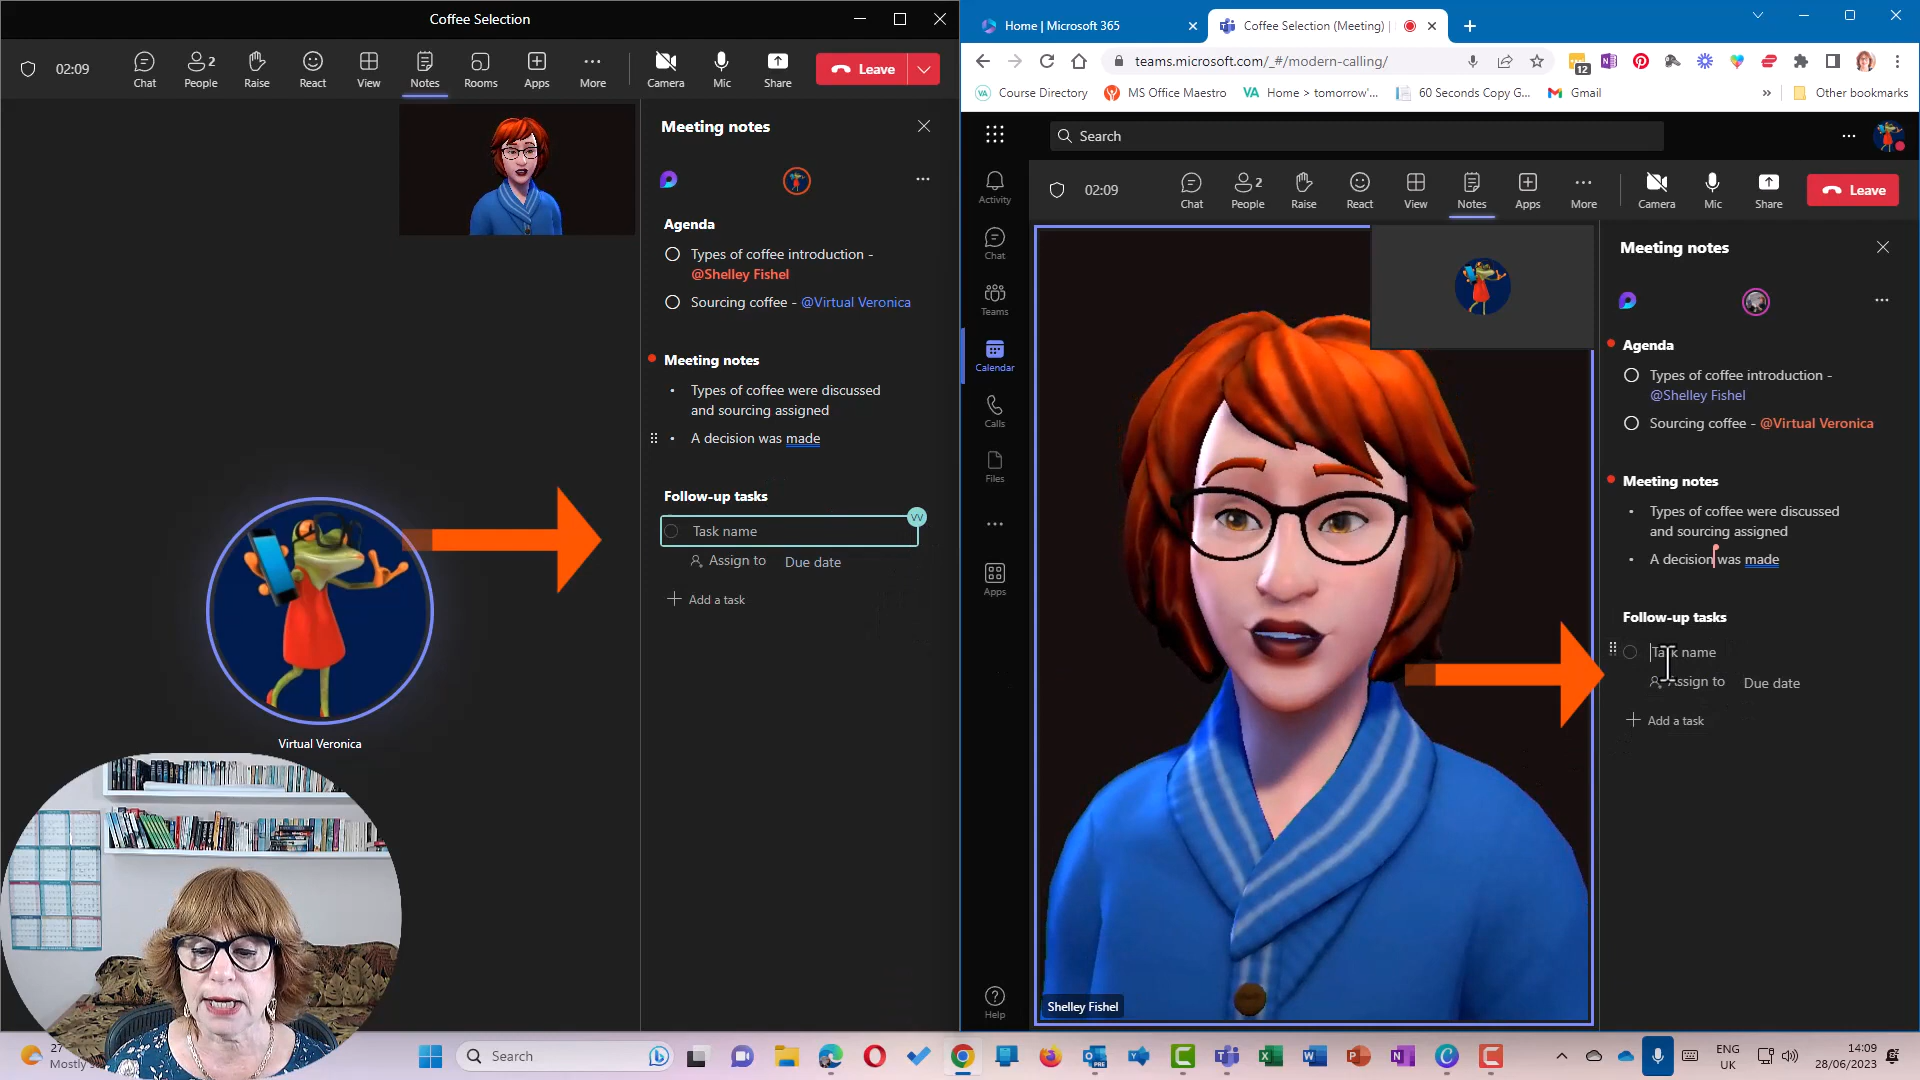 Coffee Selection
02:09
Chat
People
2
Raise
React
View
Notes
Rooms
Apps
More
Camera
Mic
Share
Leave
Meeting notes
Agenda
Types of coffee introduction -
@Shelley Fishel
Sourcing coffee - @Virtual Veronica
Meeting notes
Types of coffee were discussed
and sourcing assigned
A decision was made
Follow-up tasks
VV
Task name
Assign to
Due date
Add a task
Virtual Veronica
Home | Microsoft 365
Coffee Selection (Meeting) |
teams.microsoft.com/_#/modern-calling/
12
Course Directory
MS Office Maestro
VA
Home > tomorrow'...
60 Seconds Copy G...
Gmail
Other bookmarks
Search
Activity
Chat
Teams
Calendar
Calls
Files
Apps
Help
02:09
Chat
People
2
Raise
React
View
Notes
Apps
More
Camera
Mic
Share
Leave
Meeting notes
Agenda
Types of coffee introduction -
@Shelley Fishel
Sourcing coffee - @Virtual Veronica
Meeting notes
Types of coffee were discussed
and sourcing assigned
A decision was made
Follow-up tasks
Task name
Assign to
Due date
Add a task
Shelley Fishel
Search
ENG
UK
14:09
28/06/2023